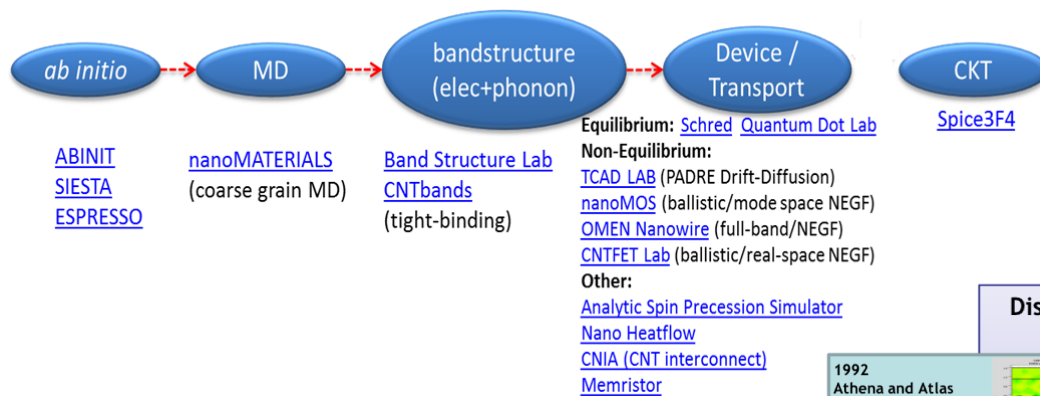 ab initio
MD
bandstructure
(elec+phonon)
Device /
Transport
CKT
ABINIT
SIESTA
ESPRESSO
nanoMATERIALS
(coarse grain MD)
Band Structure Lab
CNTbands
(tight-binding)
Equilibrium: Schred Quantum Dot Lab
Non-Equilibrium:
TCAD LAB (PADRE Drift-Diffusion)
nanoMOS (ballistic/mode space NEGF)
OMEN Nanowire (full-band/NEGF)
CNTFET Lab (ballistic/real-space NEGF)
Other:
Analytic Spin Precession Simulator
Nano Heatflow
CNIA (CNT interconnect)
Memristor
Spice3F4
Dis
1992
Athena and Atlas